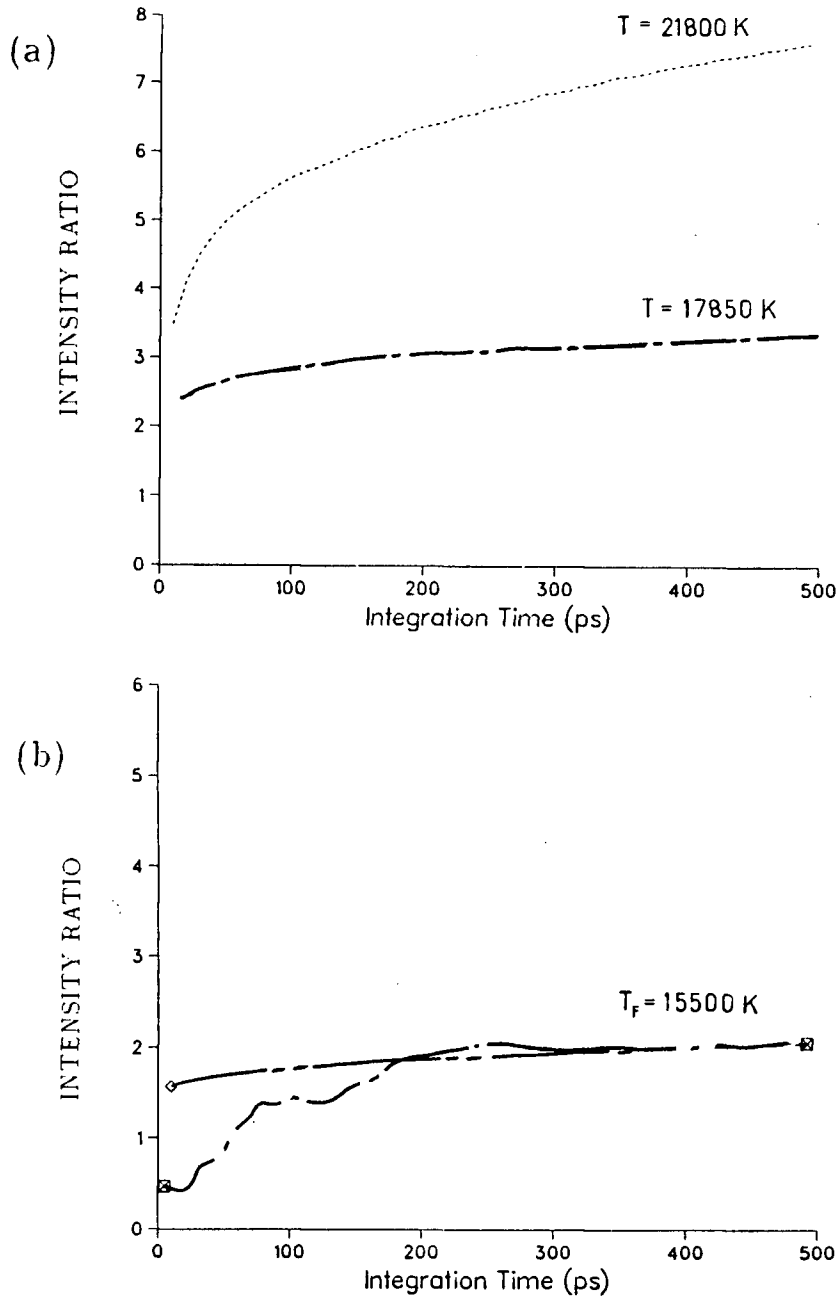 (a)
INTENSITY RATIO
8
7
6
5
4
3
2
1
0
T = 21800 K
T = 17850 K
0 100 200 300 400 500
Integration Time (ps)
(b)
INTENSITY RATIO
6
5
4
3
2
1
0
T_F = 15500 K
0 100 200 300 400 500
Integration Time (ps)